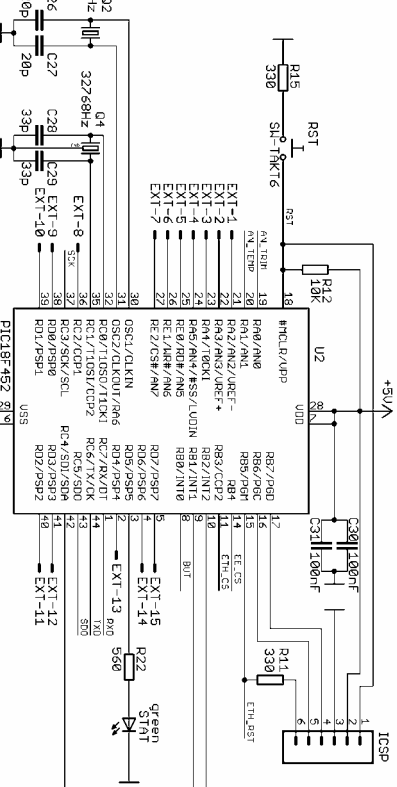 Q2
Hz
C26
20p
C27
20p
Q4
32768Hz
C28
33p
C29
33p
EXT-8
EXT-9
EXT-10
SCK
R15
330
RST
SW-TAKT6
RST
R12
10K
+5V
EXT-1
EXT-2
EXT-3
EXT-4
EXT-5
EXT-6
EXT-7
AN_TRIM
AN_TEMP
U2
PIC18F452
18
#MCLR/VPP
19
RA0/AN0
20
RA1/AN1
21
RA2/AN2/VREF-
22
RA3/AN3/VREF+
23
RA4/T0CKI
24
RA5/AN4/#SS/LVDIN
25
RE0/RD#/AN5
26
RE1/WR#/AN6
27
RE2/CS#/AN7
30
OSC1/CLKIN
31
OSC2/CLKOUT/RA6
32
RC0/T1OSO/T1CKI
35
RC1/T1OSI/CCP2
36
RC2/CCP1
37
RC3/SCK/SCL
38
RD0/PSP0
39
RD1/PSP1
VDD
28
7
VSS
29
6
RB7/PGD
17
RB6/PGC
16
RB5/PGM
15
RB4
14
RB3/CCP2
11
RB2/INT2
10
RB1/INT1
9
RB0/INT0
8
RD7/PSP7
5
RD6/PSP6
4
RD5/PSP5
3
RD4/PSP4
2
RC7/RX/DT
1
RC6/TX/CK
44
RC5/SDO
43
RC4/SDI/SDA
42
RD3/PSP3
41
RD2/PSP2
40
C30
100nF
C31
100nF
EE_CS
ETH_CS
BUT
EXT-15
EXT-14
EXT-13
RXD
TXD
SDO
EXT-12
EXT-11
R22
560
green
STAT
R11
330
ETH_RST
ICSP
1
2
3
4
5
6